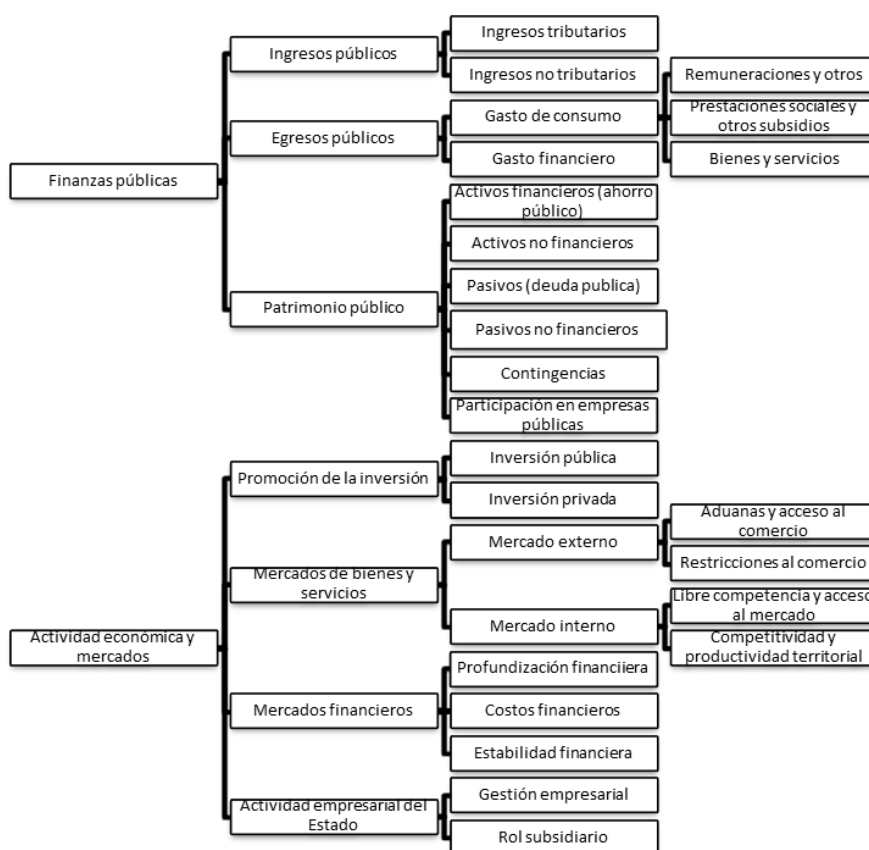 Finanzas públicas
Ingresos públicos
Ingresos tributarios
Ingresos no tributarios
Egresos públicos
Gasto de consumo
Remuneraciones y otros
Prestaciones sociales y
otros subsidios
Bienes y servicios
Gasto financiero
Patrimonio público
Activos financieros (ahorro
público)
Activos no financieros
Pasivos (deuda publica)
Pasivos no financieros
Contingencias
Participación en empresas
públicas
Actividad económica y
mercados
Promoción de la inversión
Inversión pública
Inversión privada
Mercados de bienes y
servicios
Mercado externo
Aduanas y acceso al
comercio
Restricciones al comercio
Mercado interno
Libre competencia y acceso
al mercado
Competitividad y
productividad territorial
Mercados financieros
Profundización financiiera
Costos financieros
Estabilidad financiera
Actividad empresarial del
Estado
Gestión empresarial
Rol subsidiario